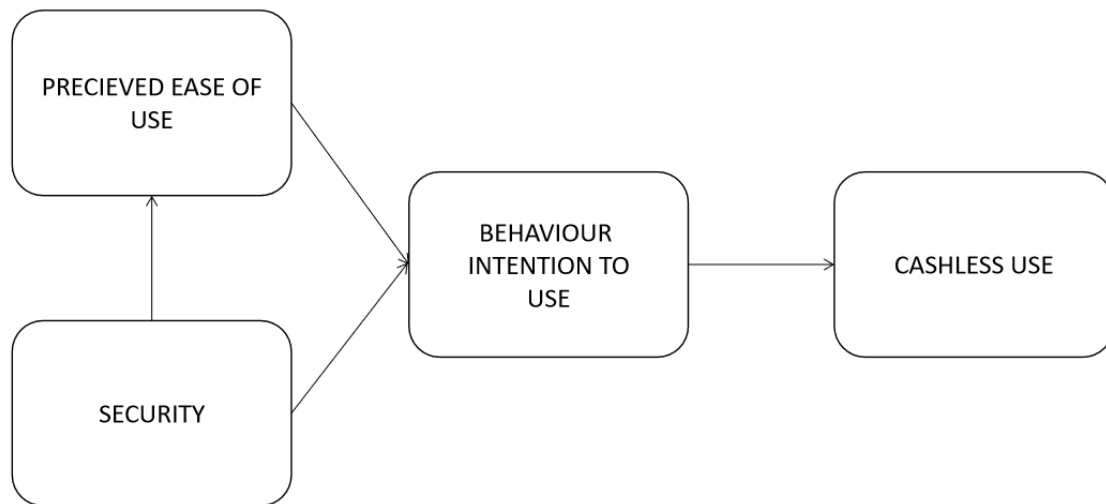 PRECIEVED EASE OF
USE
SECURITY
BEHAVIOUR
INTENTION TO
USE
CASHLESS USE